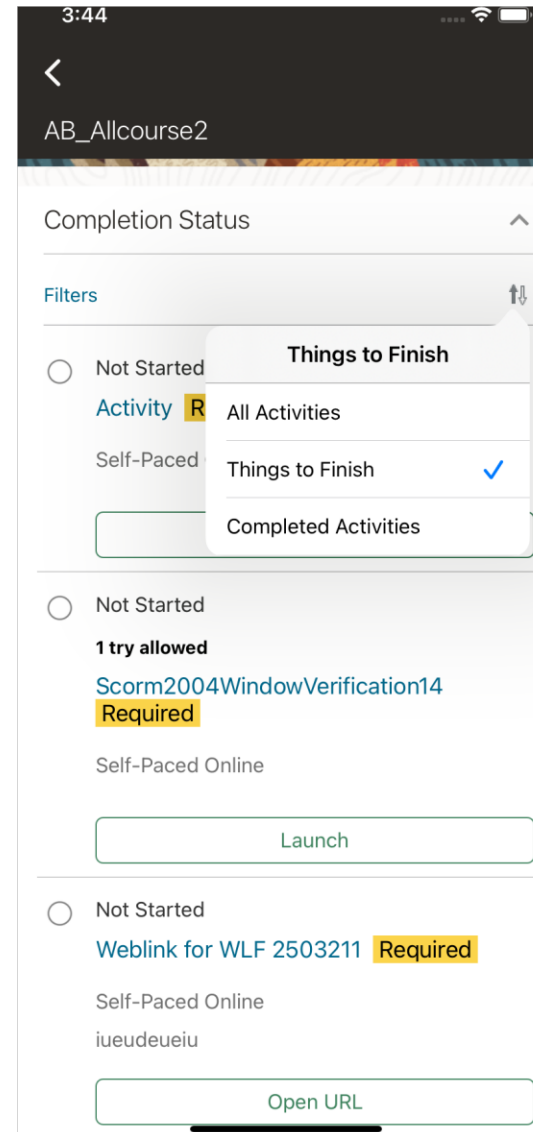 3:44
AB_Allcourse2
Completion Status
Filters
Things to Finish
All Activities
Things to Finish
Completed Activities
Not Started
Activity R
Self-Paced
Not Started
1 try allowed
Scorm2004WindowVerification14
Required
Self-Paced Online
Launch
Not Started
Weblink for WLF 2503211 Required
Self-Paced Online
iueudeueiu
Open URL